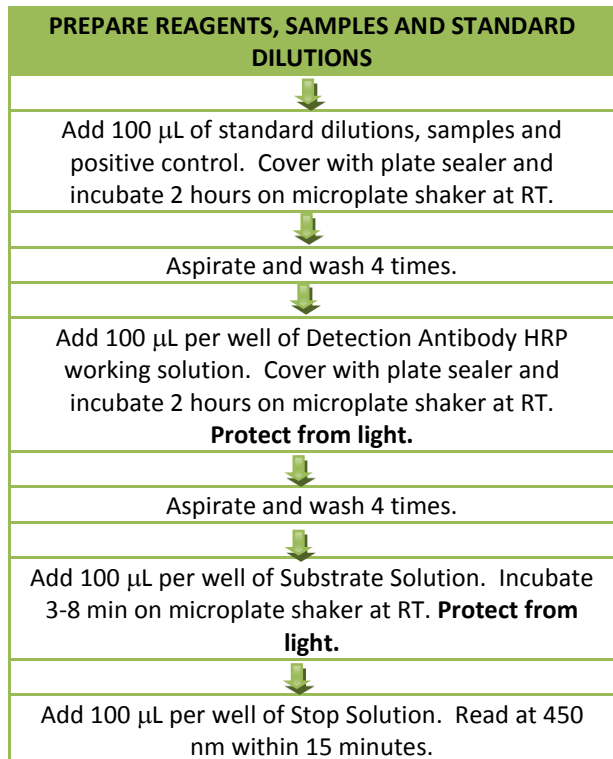 PREPARE REAGENTS, SAMPLES AND STANDARD
DILUTIONS
Add 100 μL of standard dilutions, samples and
positive control.  Cover with plate sealer and
incubate 2 hours on microplate shaker at RT.
Aspirate and wash 4 times.
Add 100 μL per well of Detection Antibody HRP
working solution.  Cover with plate sealer and
incubate 2 hours on microplate shaker at RT.
Protect from light.
Aspirate and wash 4 times.
Add 100 μL per well of Substrate Solution.  Incubate
3-8 min on microplate shaker at RT. Protect from
light.
Add 100 μL per well of Stop Solution.  Read at 450
nm within 15 minutes.